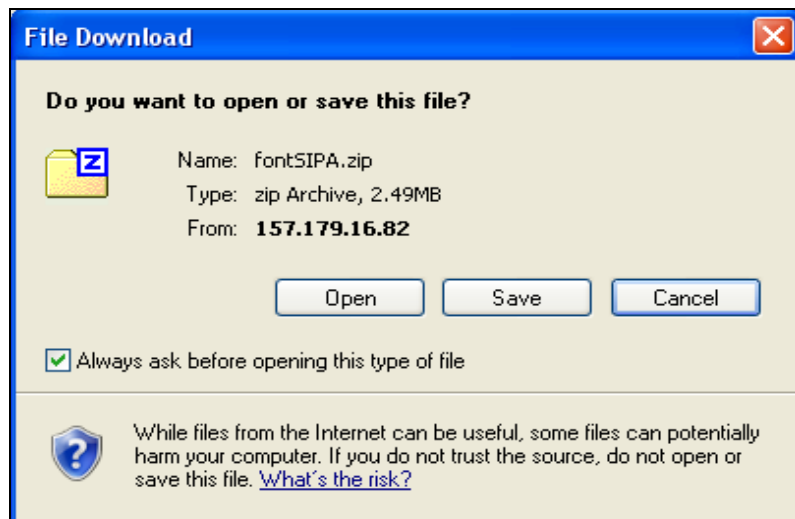 File Download
Do you want to open or save this file?
Name: fontSIPA.zip
Type: zip Archive, 2.49MB
From: 157.179.16.82
Open Save Cancel
Always ask before opening this type of file
While files from the Internet can be useful, some files can potentially
harm your computer. If you do not trust the source, do not open or
save this file. What's the risk?